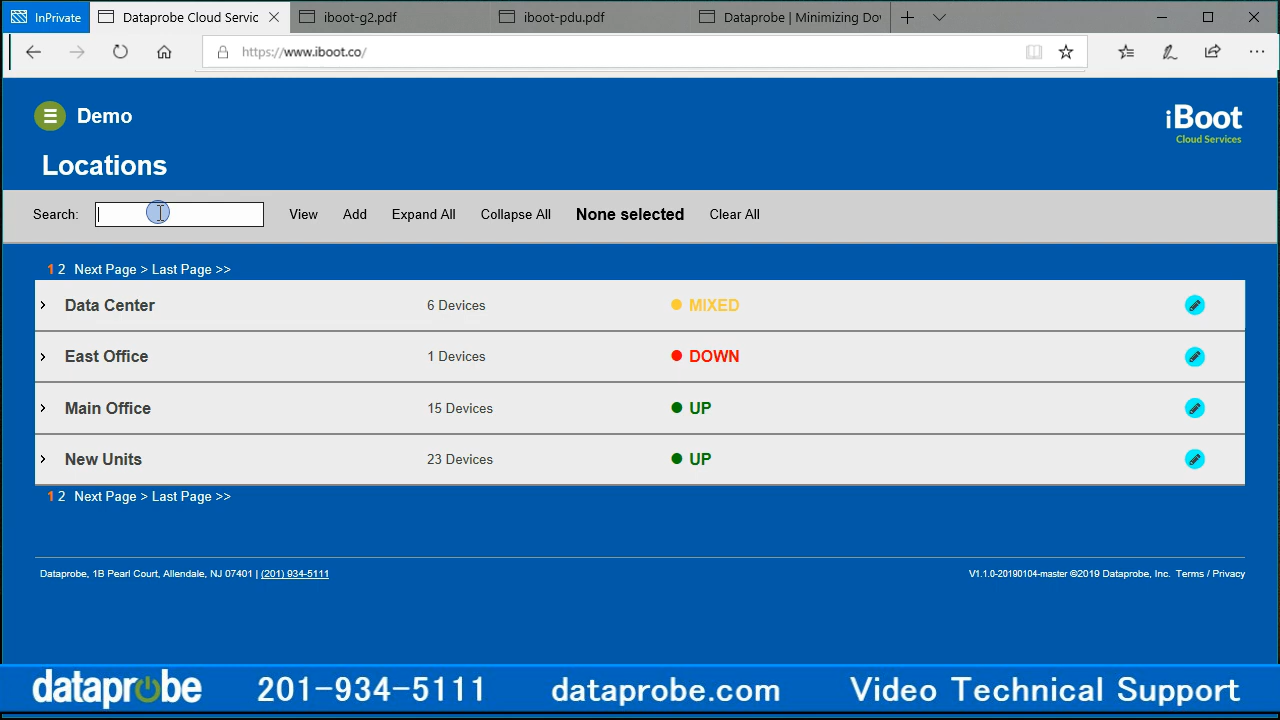 InPrivate Dataprobe Cloud Servic iboot-g2.pdf iboot-pdu.pdf Dataprobe | Minimizing Do
https://www.iboot.co/
Demo
iBoot
Cloud Services
Locations
Search: View Add Expand All Collapse All None selected Clear All
1 2 Next Page > Last Page >>
Data Center 6 Devices MIXED
East Office 1 Devices DOWN
Main Office 15 Devices UP
New Units 23 Devices UP
1 2 Next Page > Last Page >>
Dataprobe, 1B Pearl Court, Allendale, NJ 07401 | (201) 934-5111 V1.1.0-20190104-master ©2019 Dataprobe, Inc. Terms / Privacy
dataprobe 201-934-5111 dataprobe.com Video Technical Support